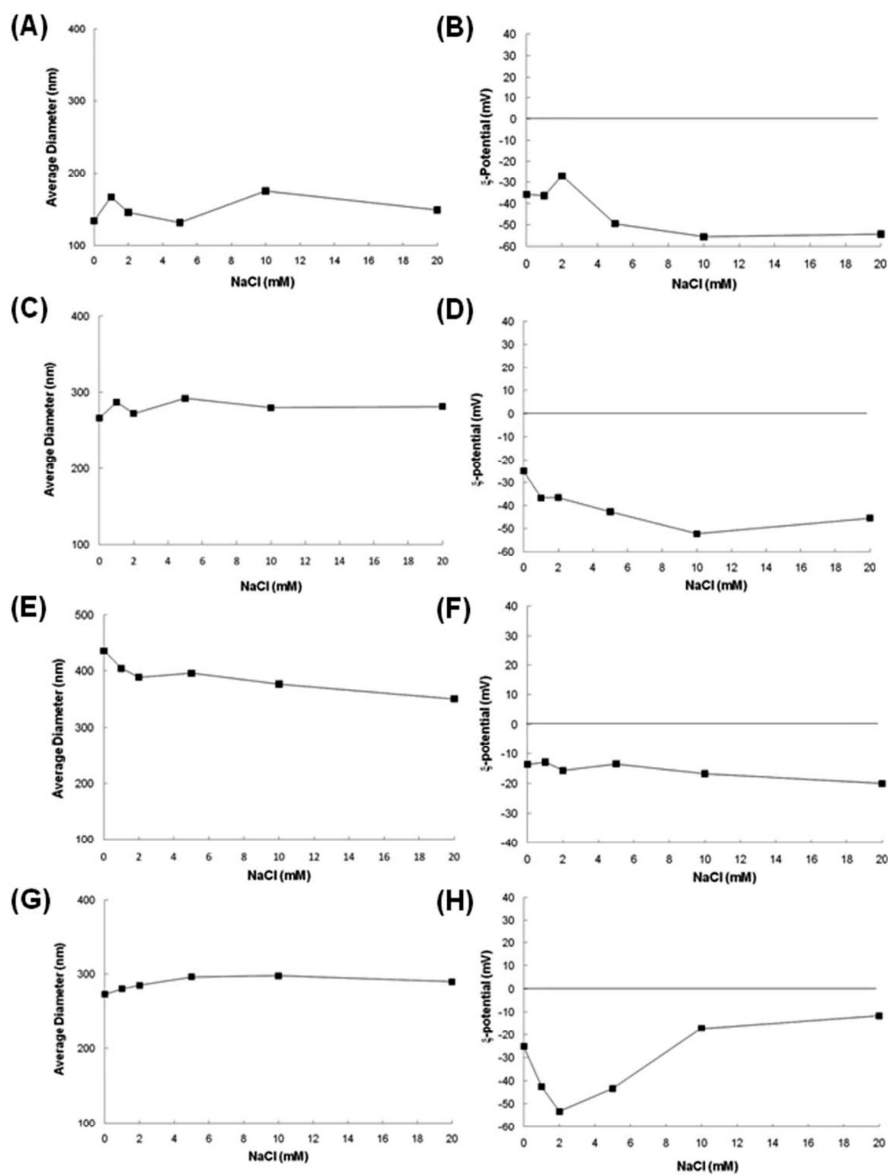 (A)
Average Diameter (nm)
400
300
200
100
0 2 4 6 8 10 12 14 16 18 20
NaCl (mM)
(B)
ξ-Potential (mV)
40
30
20
10
0
-10
-20
-30
-40
-50
-60
0 2 4 6 8 10 12 14 16 18 20
NaCl (mM)
(C)
Average Diameter (nm)
400
300
200
100
0 2 4 6 8 10 12 14 16 18 20
NaCl (mM)
(D)
ξ-potential (mV)
40
30
20
10
0
-10
-20
-30
-40
-50
-60
0 2 4 6 8 10 12 14 16 18 20
NaCl (mM)
(E)
Average Diameter (nm)
500
400
300
200
100
0 2 4 6 8 10 12 14 16 18 20
NaCl (mM)
(F)
ξ-potential (mV)
40
30
20
10
0
-10
-20
-30
-40
0 2 4 6 8 10 12 14 16 18 20
NaCl (mM)
(G)
Average Diameter (nm)
400
300
200
100
0 2 4 6 8 10 12 14 16 18 20
NaCl (mM)
(H)
ξ-potential (mV)
40
30
20
10
0
-10
-20
-30
-40
-50
-60
0 2 4 6 8 10 12 14 16 18 20
NaCl (mM)